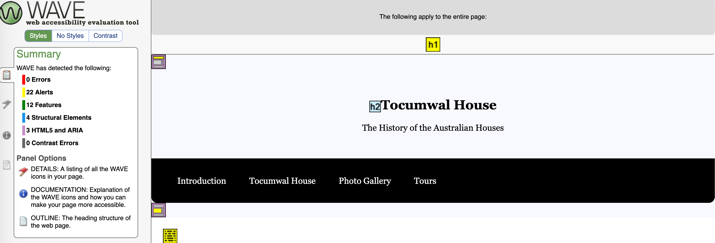 WAVE
web accessibility evaluation tool
Styles No Styles Contrast
Summary
WAVE has detected the following:
0 Errors
22 Alerts
12 Features
4 Structural Elements
3 HTML5 and ARIA
0 Contrast Errors
Panel Options
DETAILS: A listing of all the WAVE
icons in your page.
DOCUMENTATION: Explanation of
the WAVE icons and how you can
make your page more accessible.
OUTLINE: The heading structure of
the web page.
The following apply to the entire page:
h1
h2 Tocumwal House
The History of the Australian Houses
Introduction Tocumwal House Photo Gallery Tours